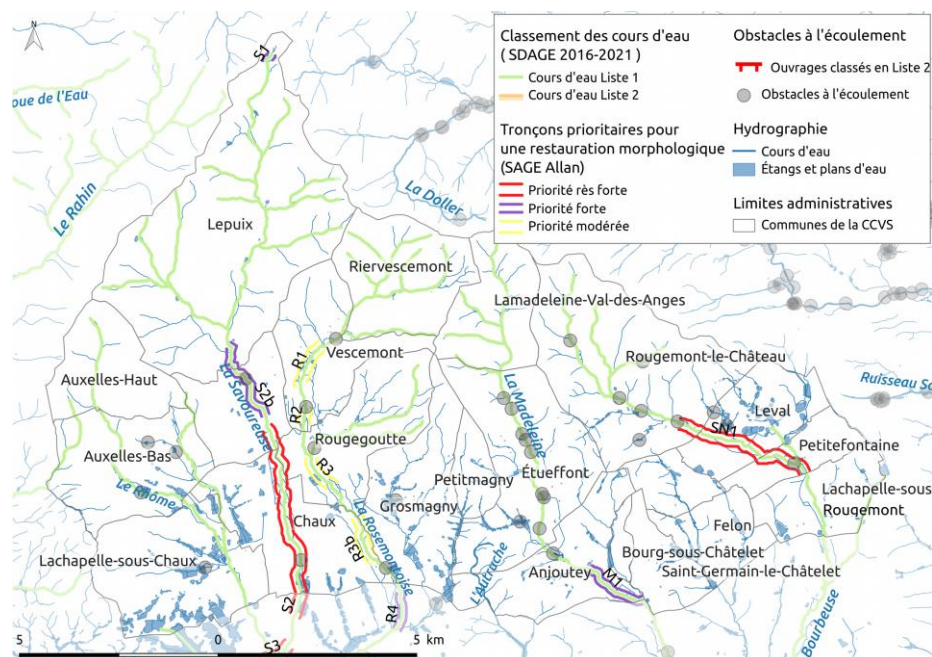 N
S1
oue de l'Eau
Le Rahin
La Doller
Lepuix
Riervescemont
Lamadeleine-Val-des-Anges
Vescemont
R1
Rougemont-le-Château
Ruisseau So
Auxelles-Haut
La Savoureuse
S2b
R2
La Madeleine
Leval
SN1
Rougegoutte
Petitefontaine
Auxelles-Bas
R3
Étueffont
Petitmagny
Lachapelle-sous-
Rougemont
Le Rhôme
Grosmagny
La Rosemontoise
Chaux
R3b
Felon
L'Autruche
Bourg-sous-Châtelet
Lachapelle-sous-Chaux
Saint-Germain-le-Châtelet
Anjoutey
M1
S2
R4
Bourbeuse
S3
5 0 5 km
Classement des cours d'eau
( SDAGE 2016-2021 )
Cours d'eau Liste 1
Cours d'eau Liste 2
Tronçons prioritaires pour
une restauration morphologique
(SAGE Allan)
Priorité rès forte
Priorité forte
Priorité modérée
Obstacles à l'écoulement
Ouvrages classés en Liste 2
Obstacles à l'écoulement
Hydrographie
Cours d'eau
Étangs et plans d'eau
Limites administratives
Communes de la CCVS